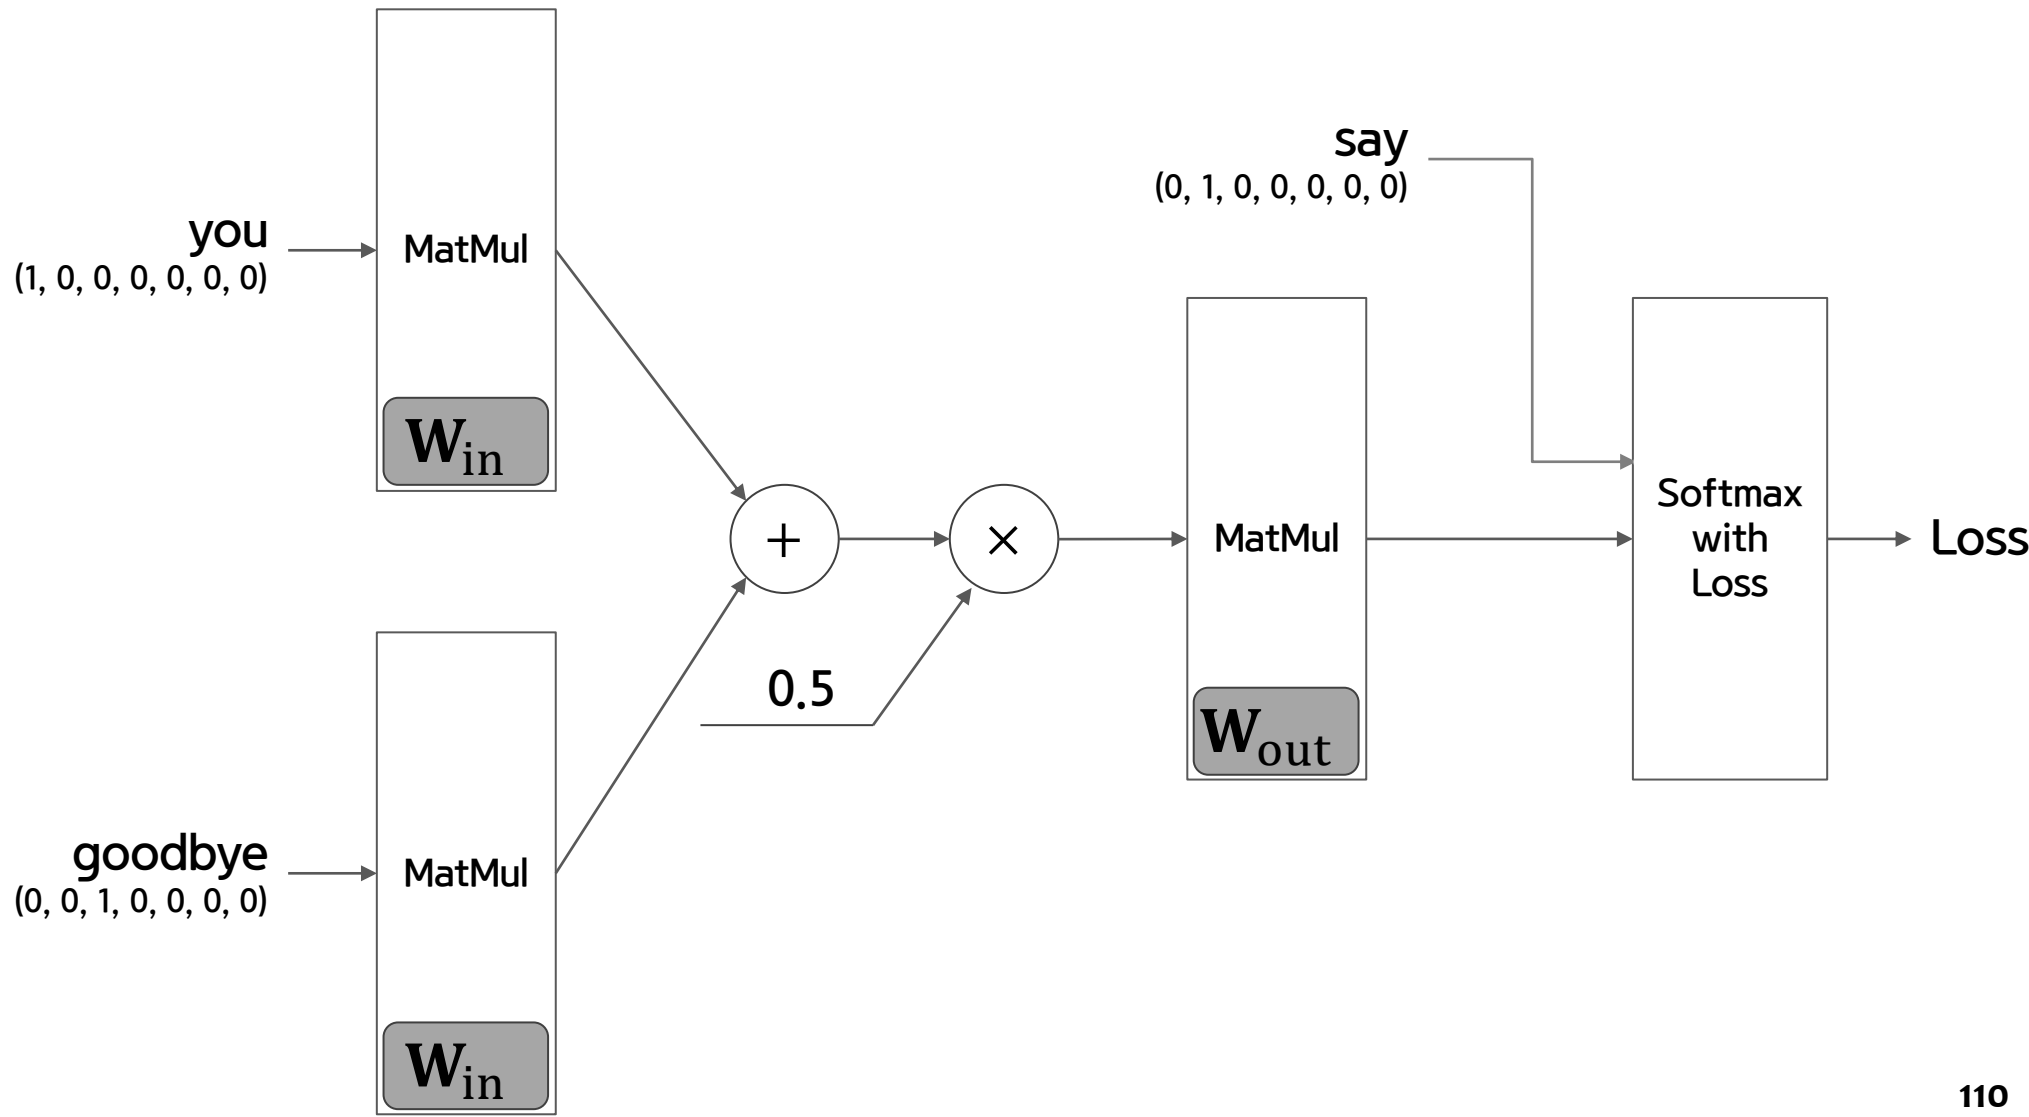 you
(1, 0, 0, 0, 0, 0, 0)
MatMul
W_in
say
(0, 1, 0, 0, 0, 0, 0)
+
×
0.5
MatMul
W_out
Softmax
with
Loss
Loss
goodbye
(0, 0, 1, 0, 0, 0, 0)
MatMul
W_in
110